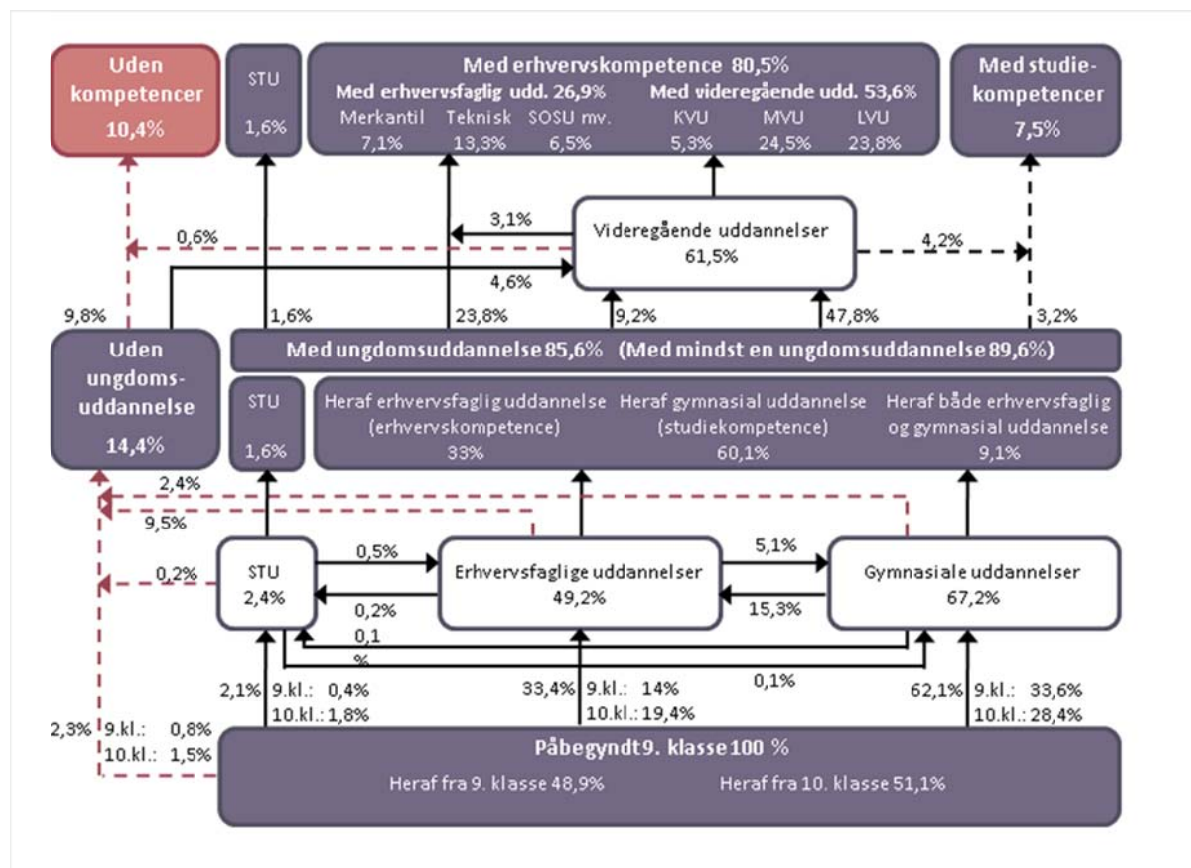 Uden
kompetencer
10,4%
STU
1,6%
Med erhvervskompetence 80,5%
Med erhvervsfaglig udd. 26,9%
Med videregående udd. 53,6%
Merkantil
Teknisk
SOSU mv.
KVU
MVU
LVU
7,1%
13,3%
6,5%
5,3%
24,5%
23,8%
Med studie-
kompetencer
7,5%
3,1%
0,6%
Videregående uddannelser
61,5%
4,2%
4,6%
9,8%
1,6%
23,8%
9,2%
47,8%
3,2%
Uden
ungdoms-
uddannelse
14,4%
Med ungdomsuddannelse 85,6% (Med mindst en ungdomsuddannelse 89,6%)
STU
1,6%
Heraf erhvervsfaglig uddannelse
(erhvervskompetence)
33%
Heraf gymnasial uddannelse
(studiekompetence)
60,1%
Heraf både erhvervsfaglig
og gymnasial uddannelse
9,1%
2,4%
9,5%
0,2%
STU
2,4%
0,5%
0,2%
Erhvervsfaglige uddannelser
49,2%
5,1%
15,3%
Gymnasiale uddannelser
67,2%
0,1
%
0,1%
2,1% 9.kl.: 0,4%
10.kl.: 1,8%
33,4% 9.kl.: 14%
10.kl.: 19,4%
62,1% 9.kl.: 33,6%
10.kl.: 28,4%
2,3% 9.kl.: 0,8%
10.kl.: 1,5%
Påbegyndt 9. klasse 100 %
Heraf fra 9. klasse 48,9%
Heraf fra 10. klasse 51,1%